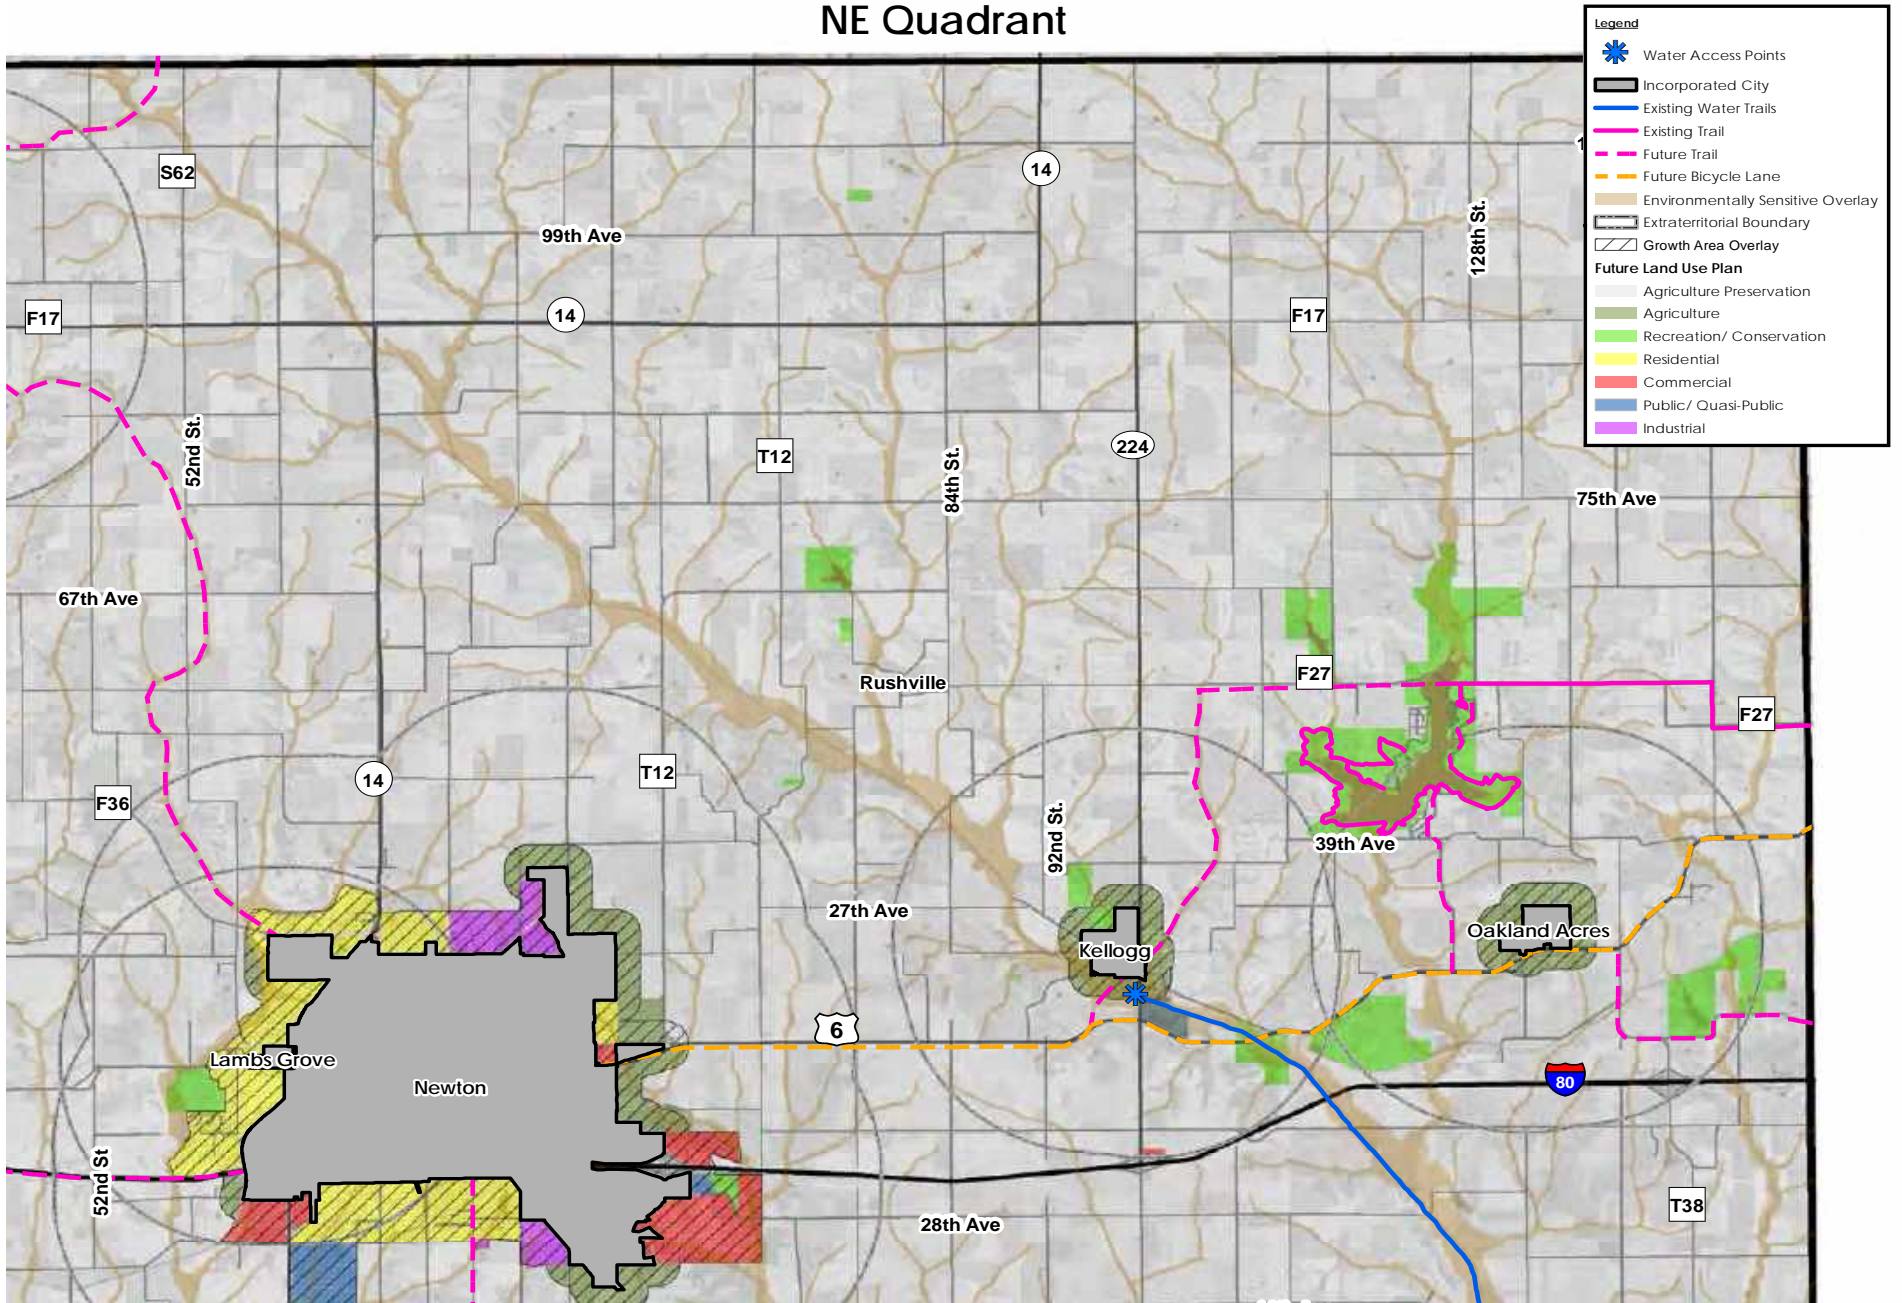 NE Quadrant
Legend
Water Access Points
Incorporated City
Existing Water Trails
Existing Trail
Future Trail
Future Bicycle Lane
Environmentally Sensitive Overlay
Extraterritorial Boundary
Growth Area Overlay
Future Land Use Plan
Agriculture Preservation
Agriculture
Recreation/ Conservation
Residential
Commercial
Public/ Quasi-Public
Industrial
S62
14
99th Ave
128th St.
F17
14
F17
52nd St.
T12
84th St.
224
75th Ave
67th Ave
Rushville
F27
F27
14
T12
F36
92nd St.
39th Ave
27th Ave
Kellogg
Oakland Acres
6
Lambs Grove
Newton
80
52nd St
28th Ave
T38